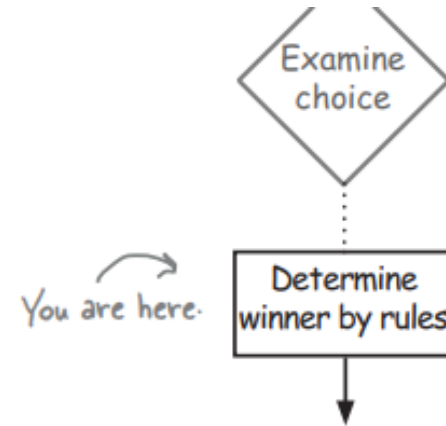 Examine
choice
Determine
winner by rules
You are here.